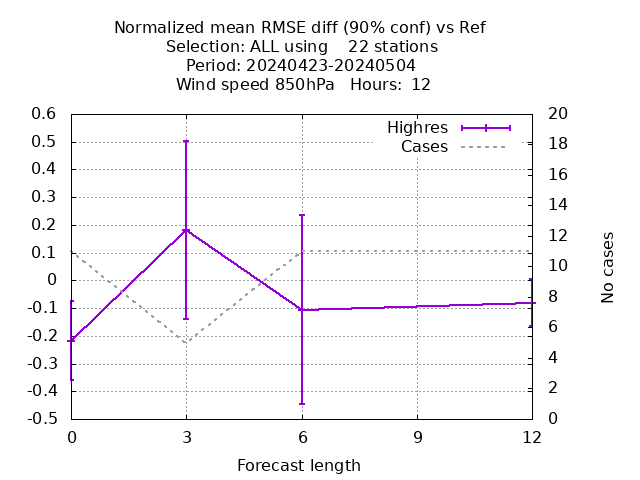 Normalized mean RMSE diff (90% conf) vs Ref
Selection: ALL using    22 stations
Period: 20240423-20240504
Wind speed 850hPa   Hours:  12
Highres
Cases
0.6
0.5
0.4
0.3
0.2
0.1
0
-0.1
-0.2
-0.3
-0.4
-0.5
20
18
16
14
12
10
8
6
4
2
0
No cases
0 3 6 9 12
Forecast length